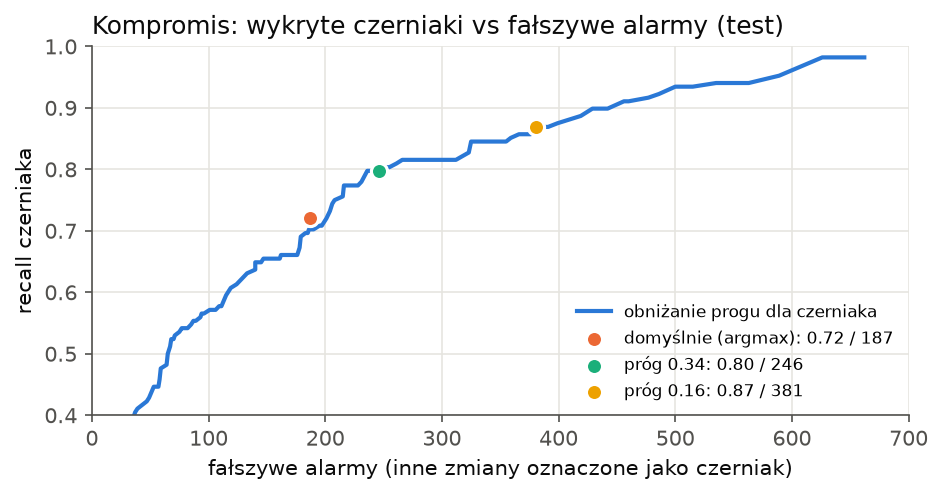 Kompromis: wykryte czerniaki vs fałszywe alarmy (test)
1.0
0.9
0.8
0.7
0.6
0.5
0.4
recall czerniaka
obniżanie progu dla czerniaka
domyślnie (argmax): 0.72 / 187
próg 0.34: 0.80 / 246
próg 0.16: 0.87 / 381
0 100 200 300 400 500 600 700
fałszywe alarmy (inne zmiany oznaczone jako czerniak)